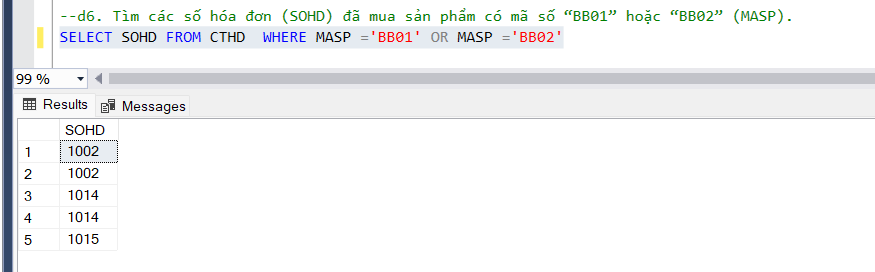 --d6. Tìm các số hóa đơn (SOHD) đã mua sản phẩm có mã số “BB01” hoặc “BB02” (MASP).
SELECT SOHD FROM CTHD  WHERE MASP ='BB01' OR MASP ='BB02'
99 %
Results Messages
SOHD
1 1002
2 1002
3 1014
4 1014
5 1015